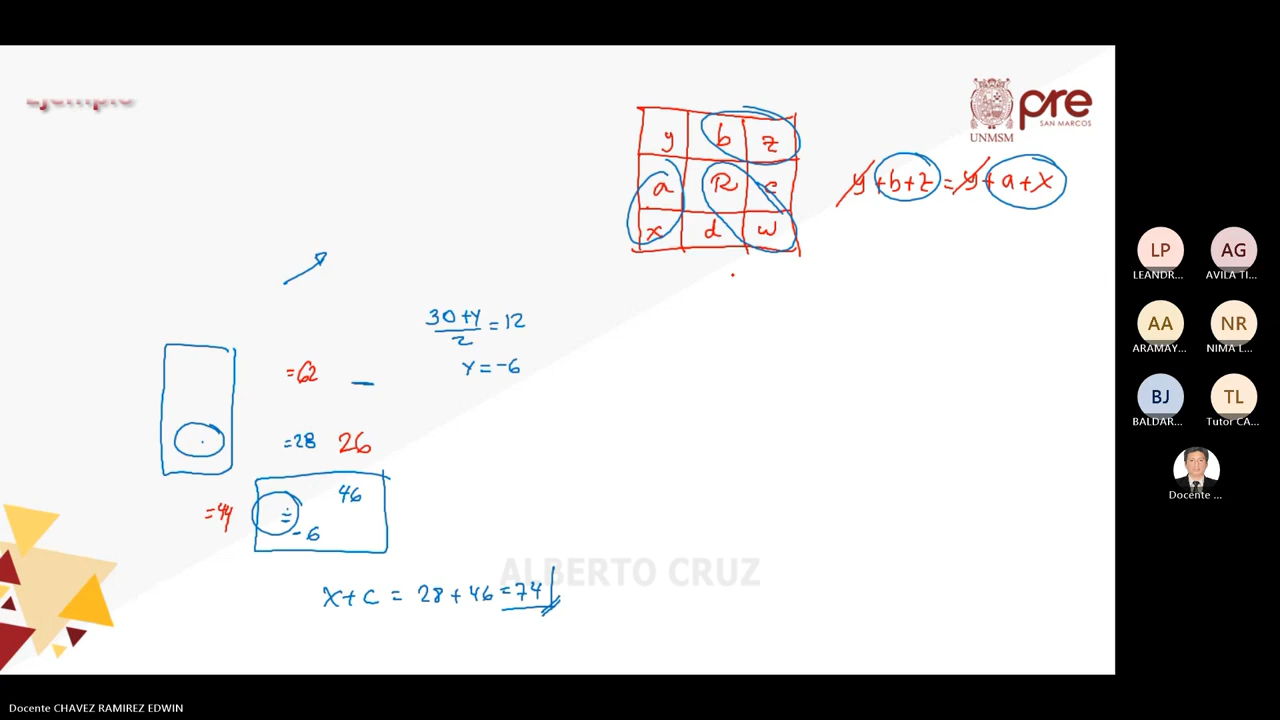 Ejemplo
UNMSM
pre
SAN MARCOS
y b z
a R c
x d w
y + b + z = y + a + x
30 + y / 2 = 12
y = -6
= 62
= 28 26
= 44
46
= -6
x + c = 28 + 46 = 74
ALBERTO CRUZ
LP
LEANDR...
AG
AVILA TI...
AA
ARAMAY...
NR
NIMA L...
BJ
BALDAR...
TL
Tutor CA...
Docente ...
Docente CHAVEZ RAMIREZ EDWIN